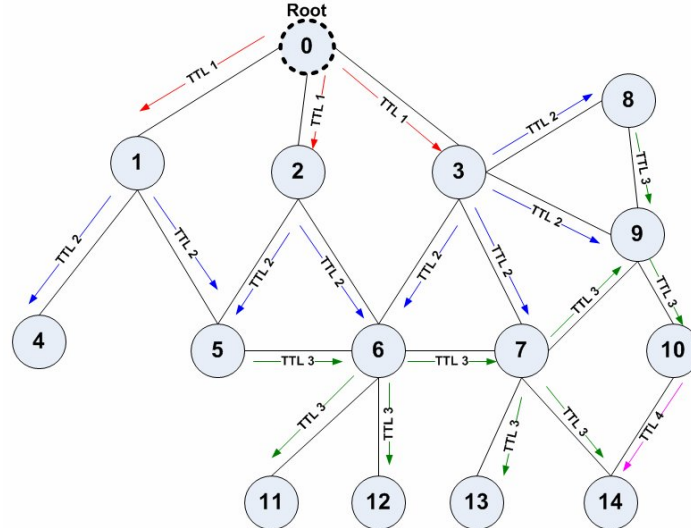 Root
0
TTL 1
TTL 1
TTL 1
8
TTL 2
TTL 3
1
2
3
TTL 2
9
TTL 2
TTL 2
TTL 2
TTL 2
TTL 2
TTL 2
TTL 3
TTL 3
4
5
TTL 3
6
TTL 3
7
10
TTL 3
TTL 3
TTL 3
TTL 3
TTL 4
11
12
13
14